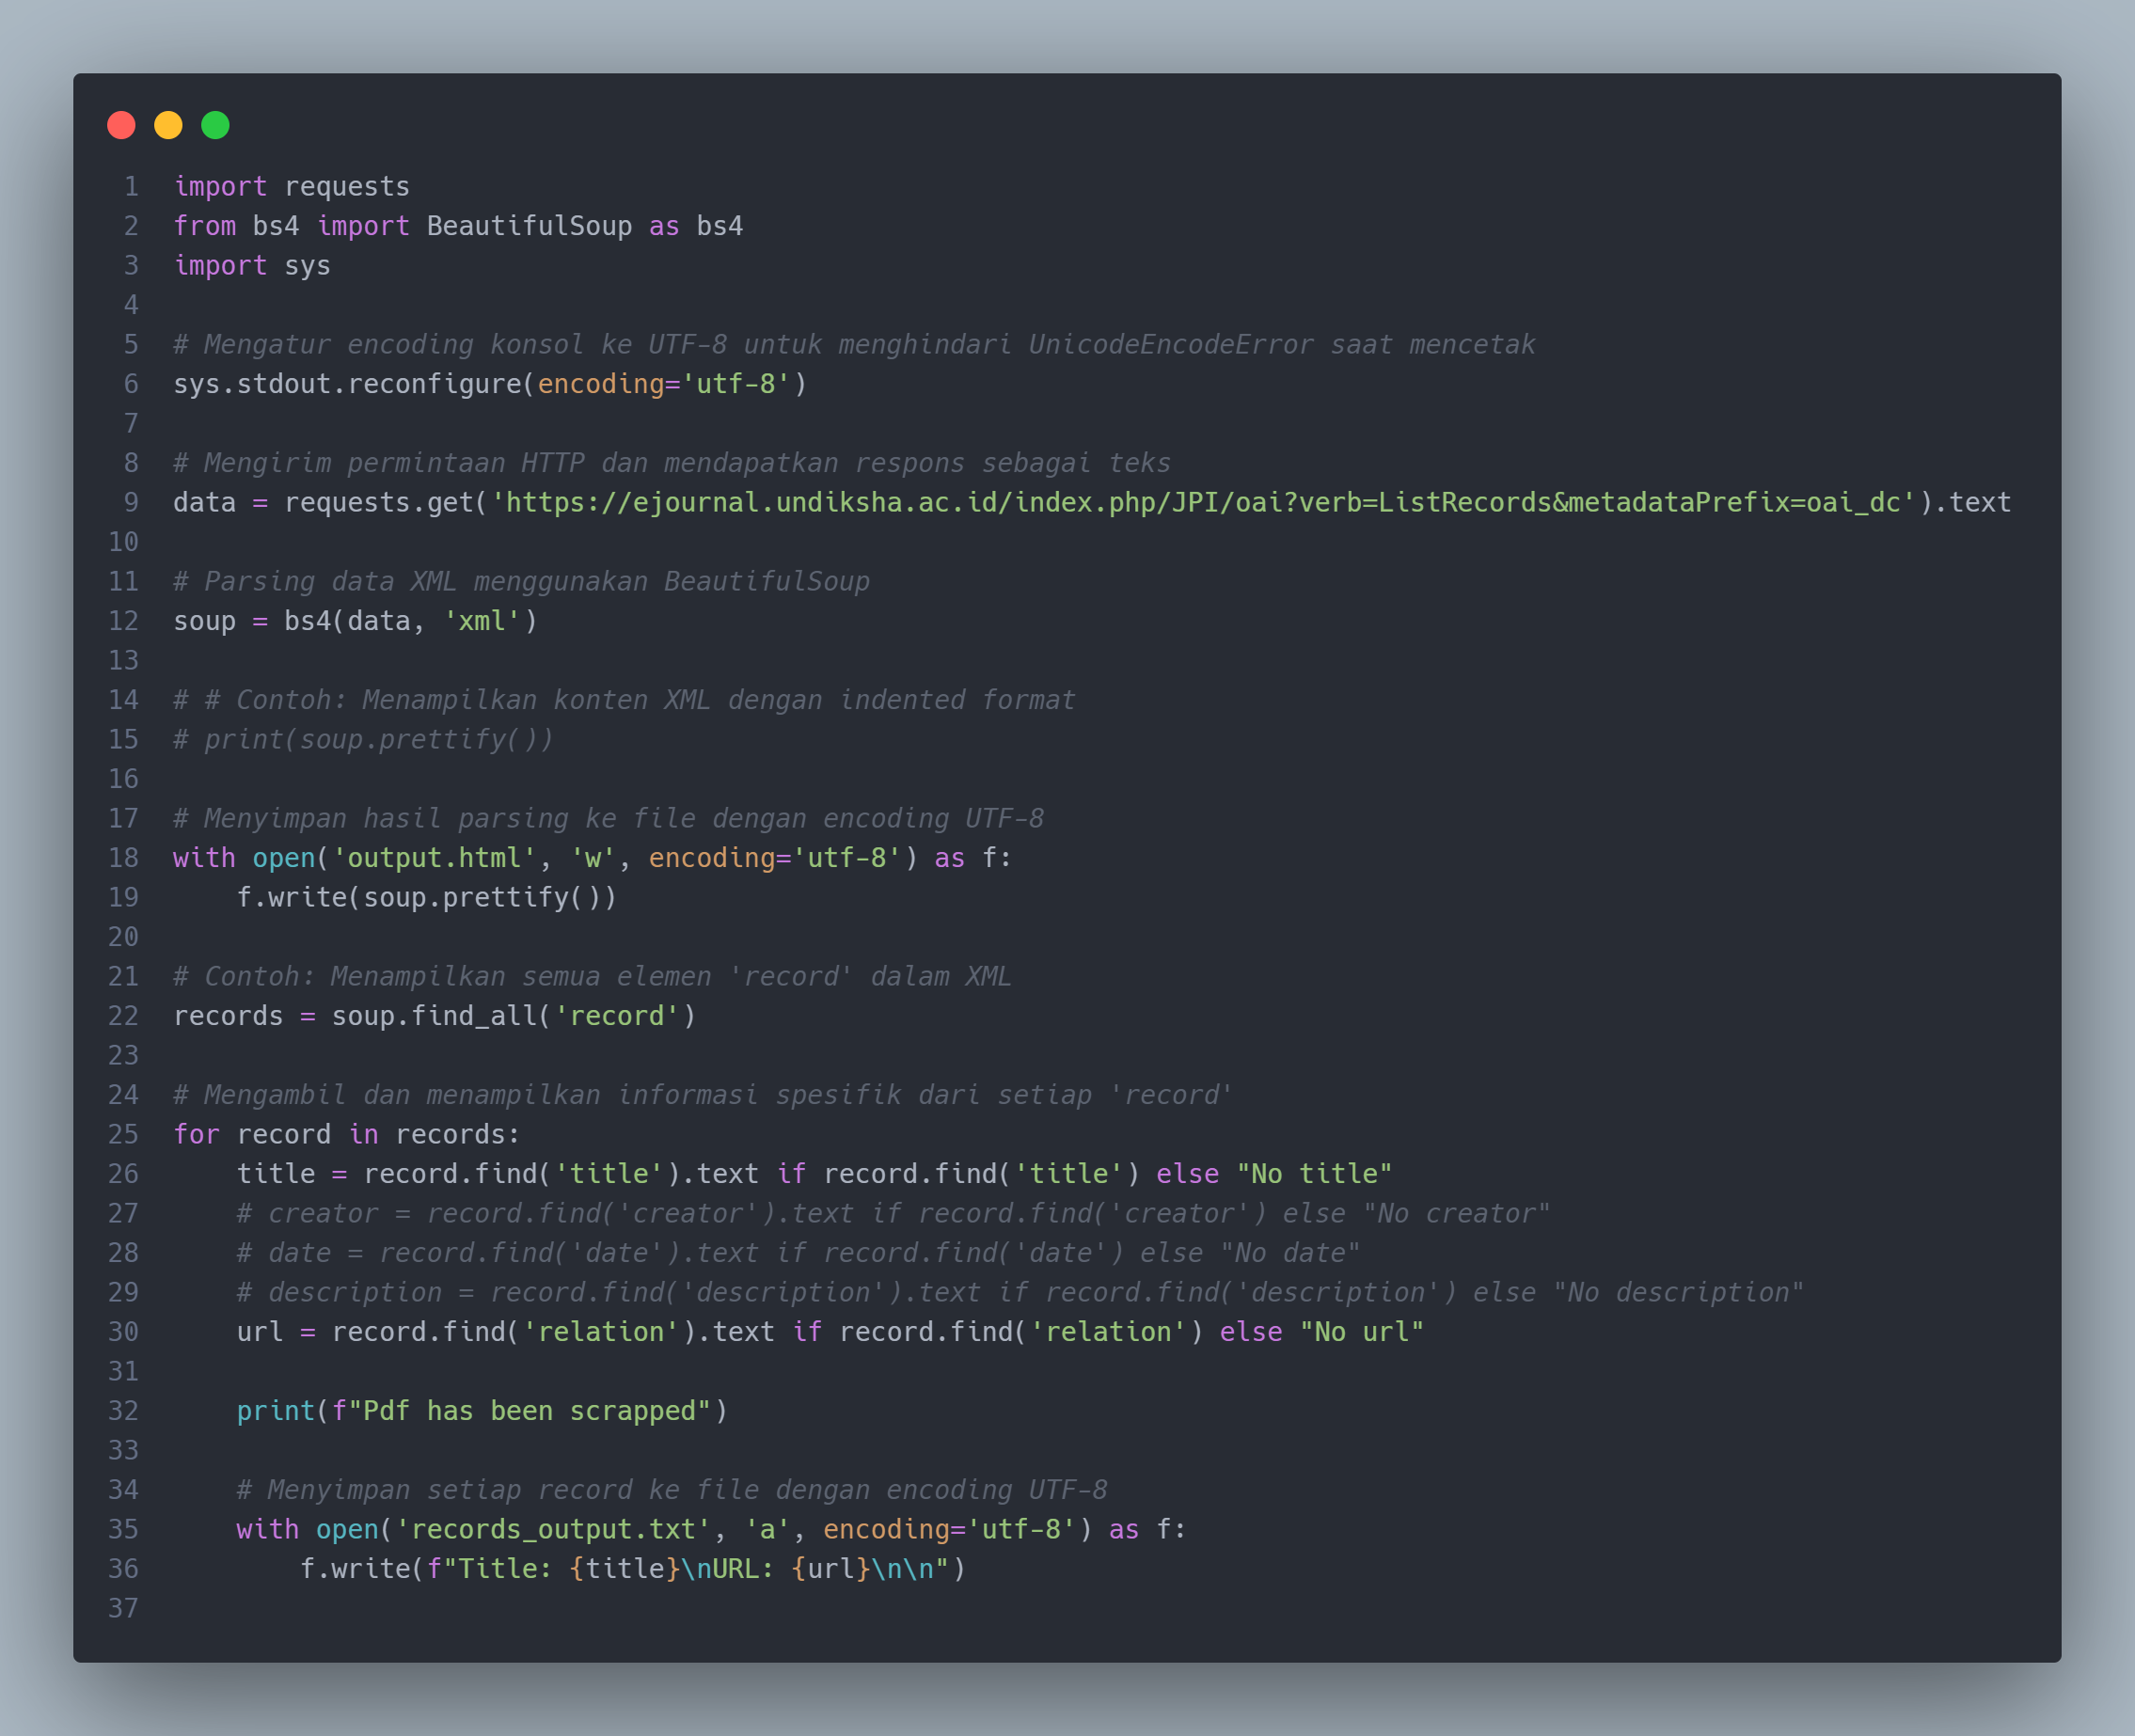 1 import requests
2 from bs4 import BeautifulSoup as bs4
3 import sys
4
5 # Mengatur encoding konsol ke UTF-8 untuk menghindari UnicodeEncodeError saat mencetak
6 sys.stdout.reconfigure(encoding='utf-8')
7
8 # Mengirim permintaan HTTP dan mendapatkan respons sebagai teks
9 data = requests.get('https://ejournal.undiksha.ac.id/index.php/JPI/oai?verb=ListRecords&metadataPrefix=oai_dc').text
10
11 # Parsing data XML menggunakan BeautifulSoup
12 soup = bs4(data, 'xml')
13
14 # # Contoh: Menampilkan konten XML dengan indented format
15 # print(soup.prettify())
16
17 # Menyimpan hasil parsing ke file dengan encoding UTF-8
18 with open('output.html', 'w', encoding='utf-8') as f:
19     f.write(soup.prettify())
20
21 # Contoh: Menampilkan semua elemen 'record' dalam XML
22 records = soup.find_all('record')
23
24 # Mengambil dan menampilkan informasi spesifik dari setiap 'record'
25 for record in records:
26     title = record.find('title').text if record.find('title') else "No title"
27     # creator = record.find('creator').text if record.find('creator') else "No creator"
28     # date = record.find('date').text if record.find('date') else "No date"
29     # description = record.find('description').text if record.find('description') else "No description"
30     url = record.find('relation').text if record.find('relation') else "No url"
31
32     print(f"Pdf has been scrapped")
33
34     # Menyimpan setiap record ke file dengan encoding UTF-8
35     with open('records_output.txt', 'a', encoding='utf-8') as f:
36         f.write(f"Title: {title}\nURL: {url}\n\n")
37